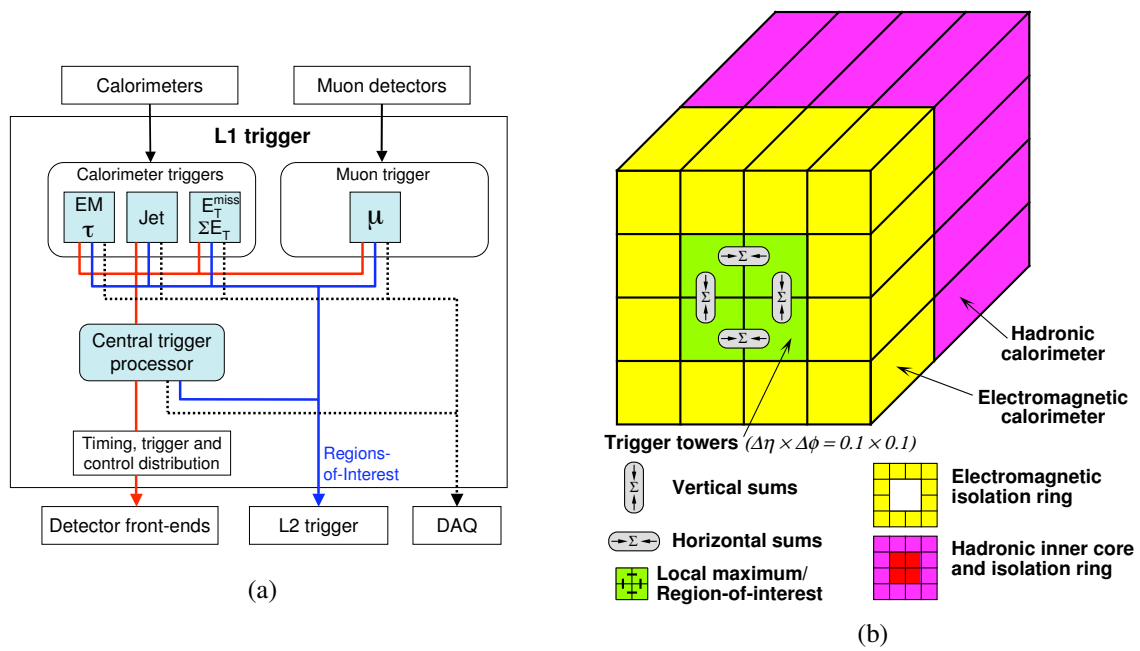 Calorimeters
Muon detectors
L1 trigger
Calorimeter triggers
Muon trigger
EM
τ
Jet
E_T^miss
ΣE_T
μ
Central trigger
processor
Timing, trigger and
control distribution
Regions-
of-Interest
Detector front-ends
L2 trigger
DAQ
(a)
Σ
Σ
Σ
Σ
Hadronic
calorimeter
Electromagnetic
calorimeter
Trigger towers (Δη × Δϕ = 0.1 × 0.1)
Σ
Vertical sums
Σ
Horizontal sums
Local maximum/
Region-of-interest
Electromagnetic
isolation ring
Hadronic inner core
and isolation ring
(b)